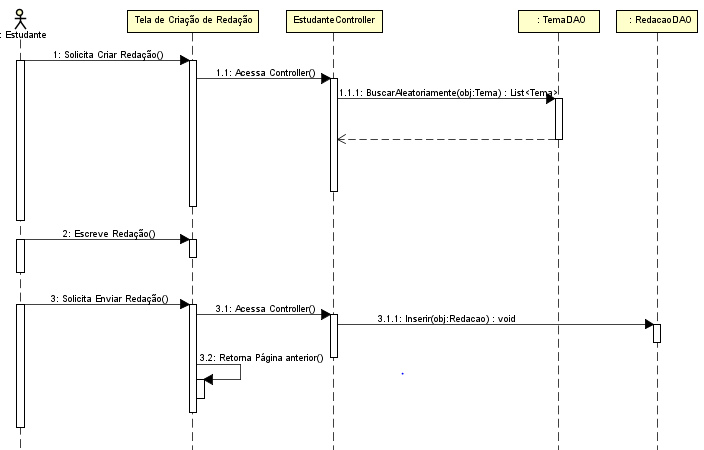 Tela de Criação de Redação
EstudanteController
: TemaDAO
: RedacaoDAO
: Estudante
1: Solicita Criar Redação()
1.1: Acessa Controller()
1.1.1: BuscarAleatoriamente(obj:Tema) : List<Tema>
2: Escreve Redação()
3: Solicita Enviar Redação()
3.1: Acessa Controller()
3.1.1: Inserir(obj:Redacao) : void
3.2: Retorna Página anterior()